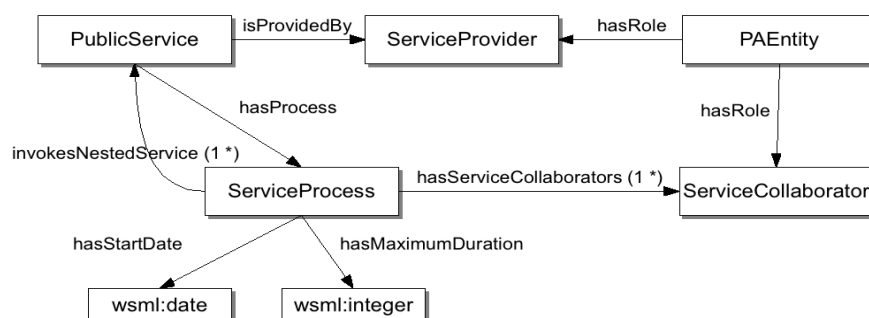 isProvidedBy
hasRole
PublicService
ServiceProvider
PAEntity
hasProcess
hasRole
invokesNestedService (1 *)
ServiceProcess
hasServiceCollaborators (1 *)
ServiceCollaborator
hasStartDate
hasMaximumDuration
wsml:date
wsml:integer